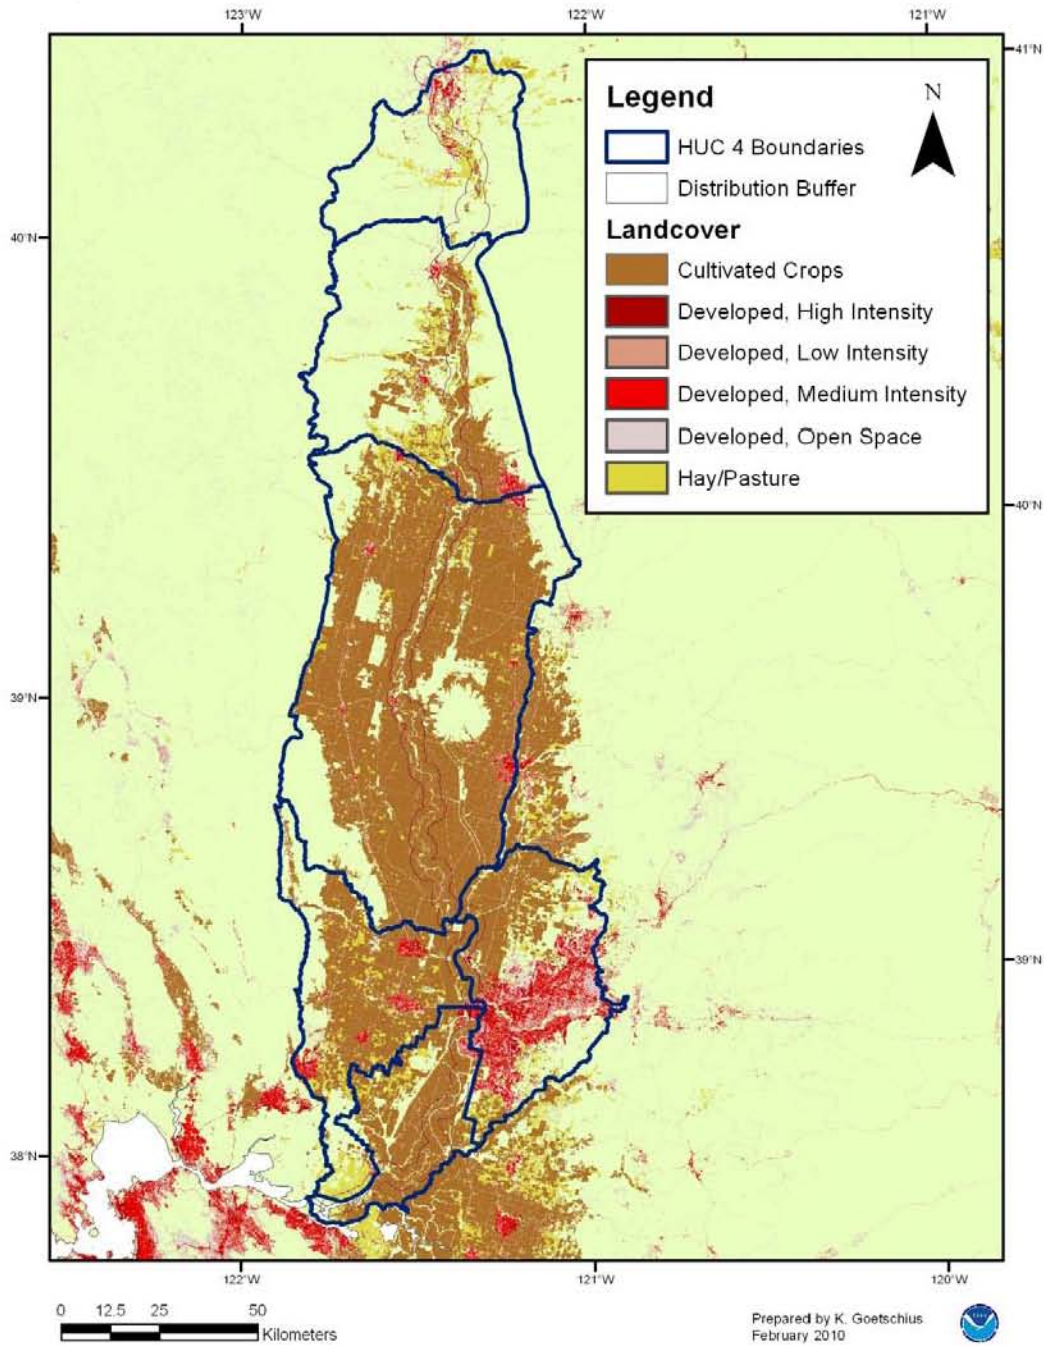 123°W
122°W
121°W
41°N
Legend
N
HUC 4 Boundaries
Distribution Buffer
40°N
Landcover
Cultivated Crops
Developed, High Intensity
Developed, Low Intensity
Developed, Medium Intensity
Developed, Open Space
Hay/Pasture
40°N
39°N
39°N
38°N
122°W
121°W
120°W
0 12.5 25 50
Kilometers
Prepared by K. Goetschius
February 2010